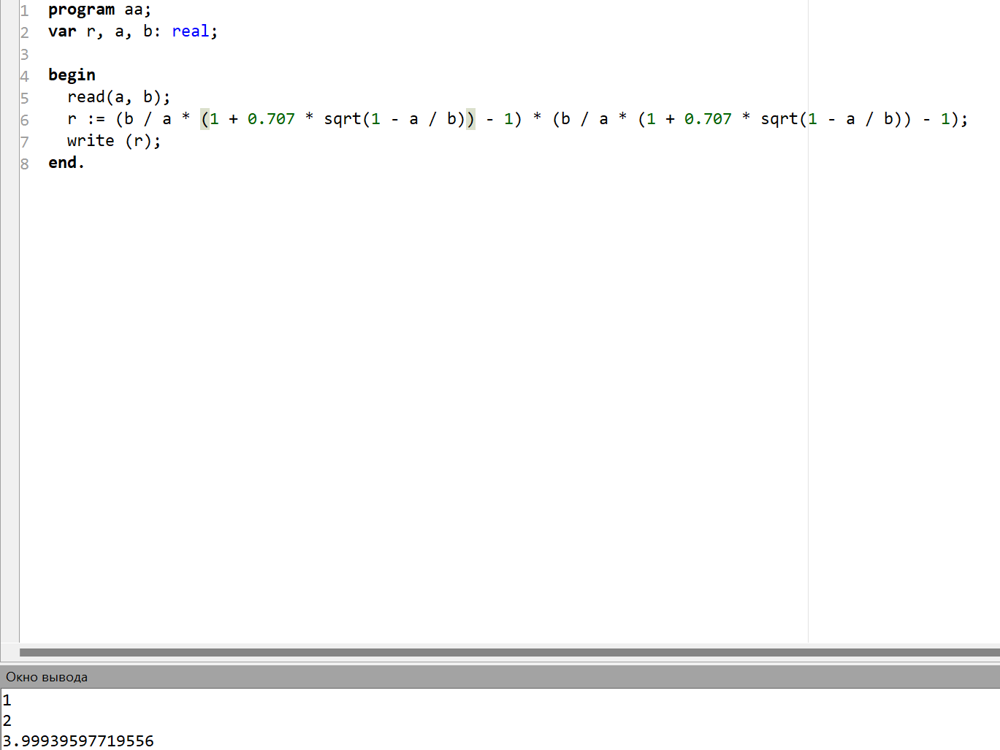 1 program aa;
2 var r, a, b: real;
3
4 begin
5 read(a, b);
6 r := (b / a * (1 + 0.707 * sqrt(1 - a / b)) - 1) * (b / a * (1 + 0.707 * sqrt(1 - a / b)) - 1);
7 write (r);
8 end.
Окно вывода
1
2
3.99939597719556